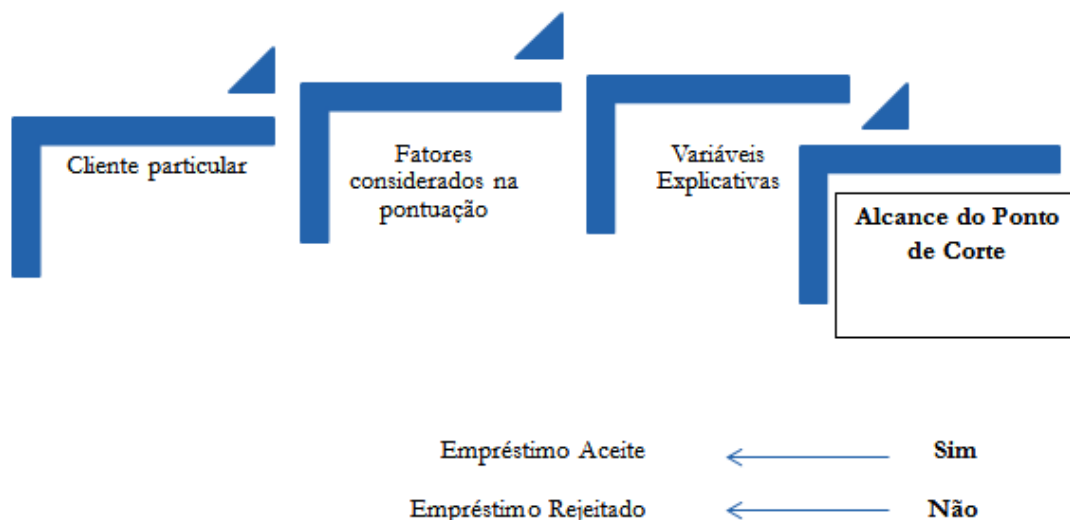 Cliente particular
Fatores
considerados na
pontuação
Variáveis
Explicativas
Alcance do Ponto
de Corte
Empréstimo Aceite
Sim
Empréstimo Rejeitado
Não